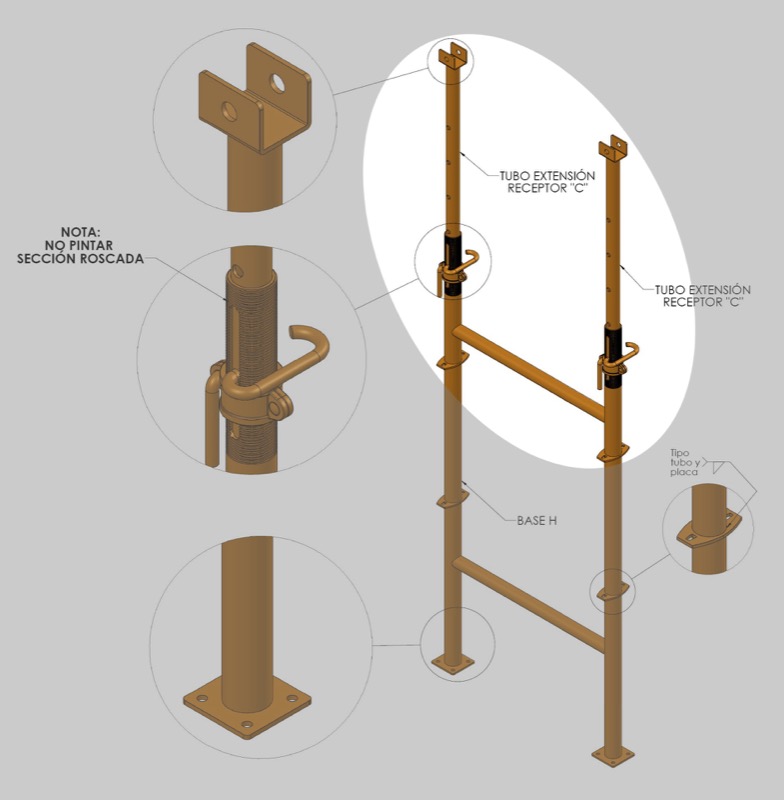 TUBO EXTENSIÓN
RECEPTOR "C"
NOTA:
NO PINTAR
SECCIÓN ROSCADA
TUBO EXTENSIÓN
RECEPTOR "C"
Tipo
tubo y
placa
BASE H